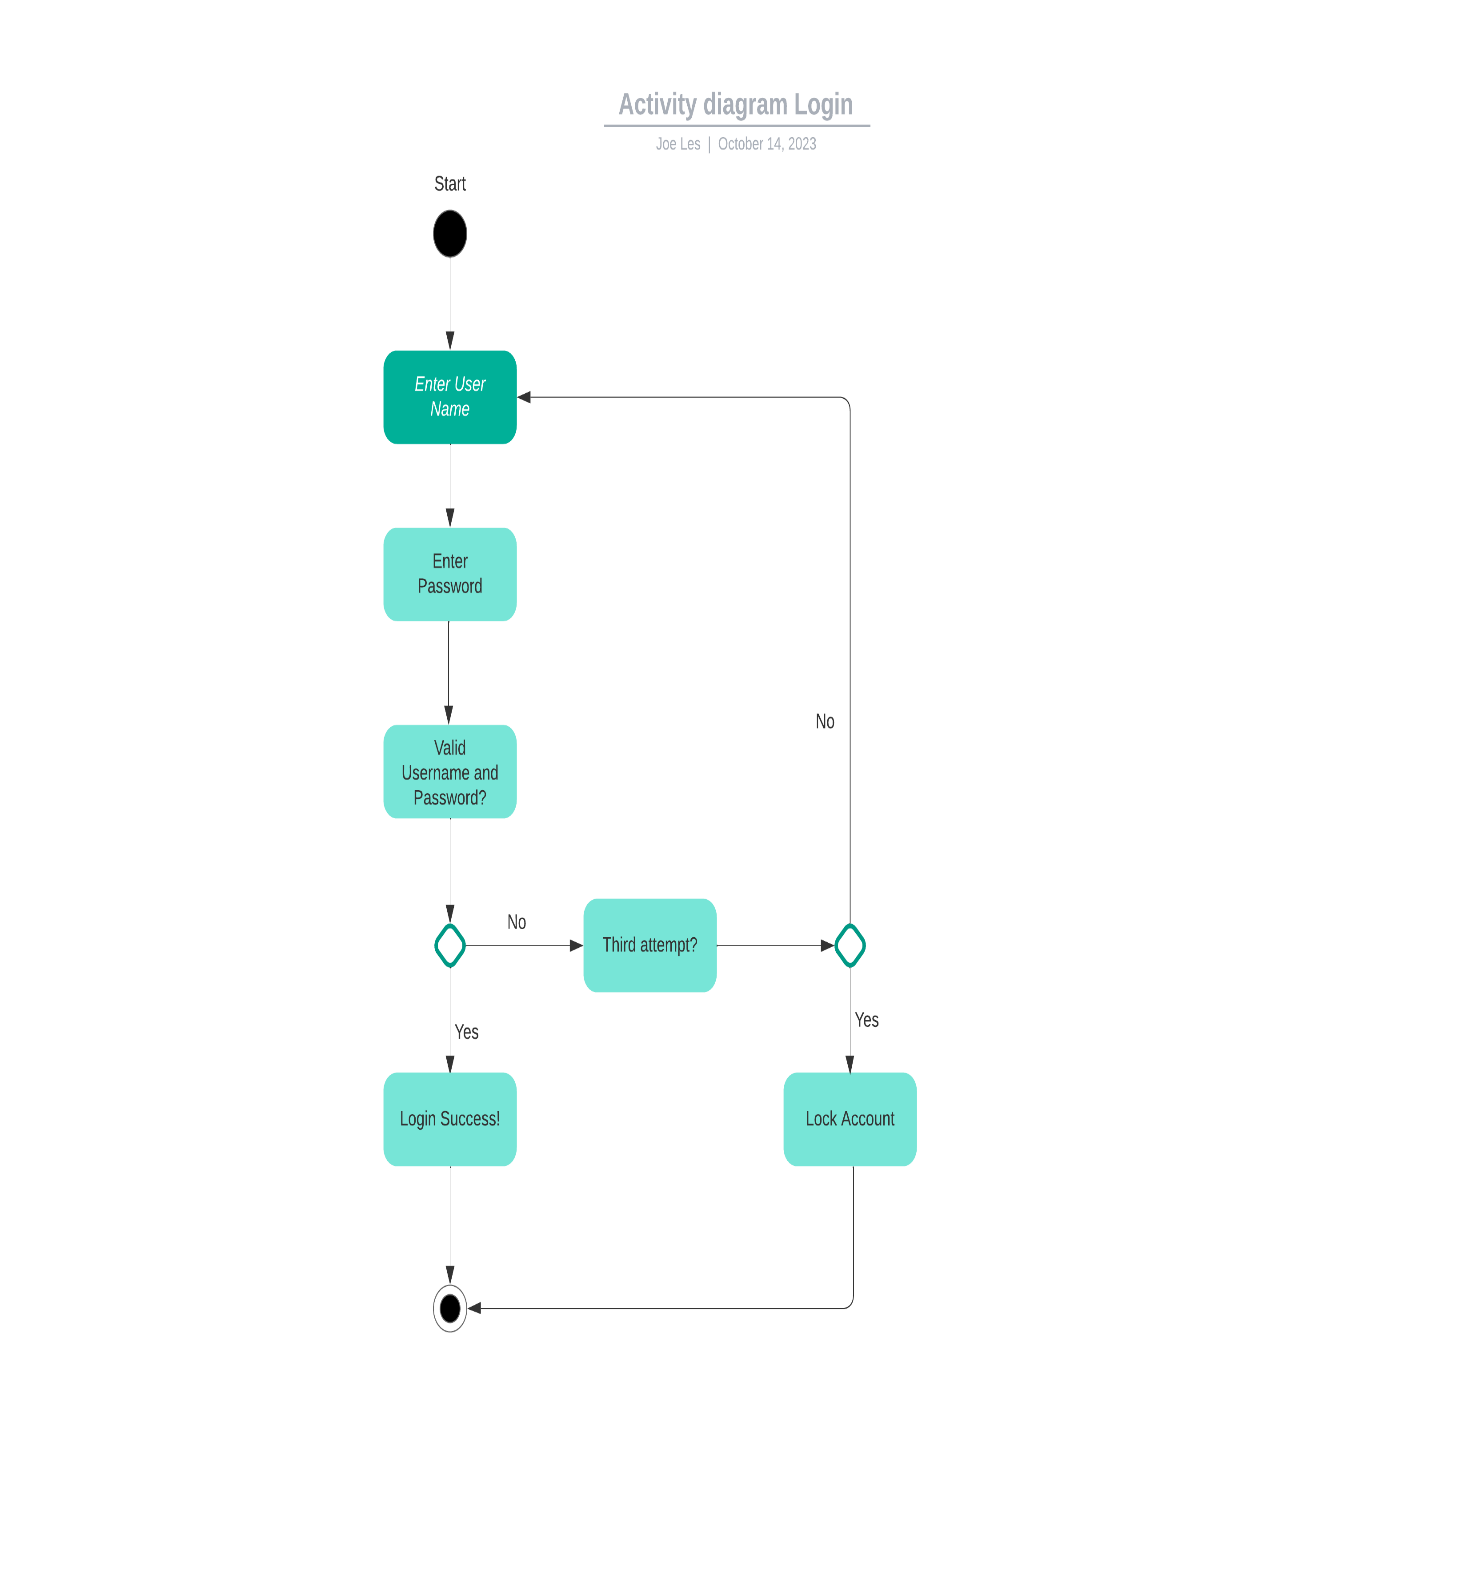 Activity diagram Login
Joe Les | October 14, 2023
Start
Enter User
Name
Enter
Password
Valid
Username and
Password?
No
No
Third attempt?
Yes
Yes
Login Success!
Lock Account